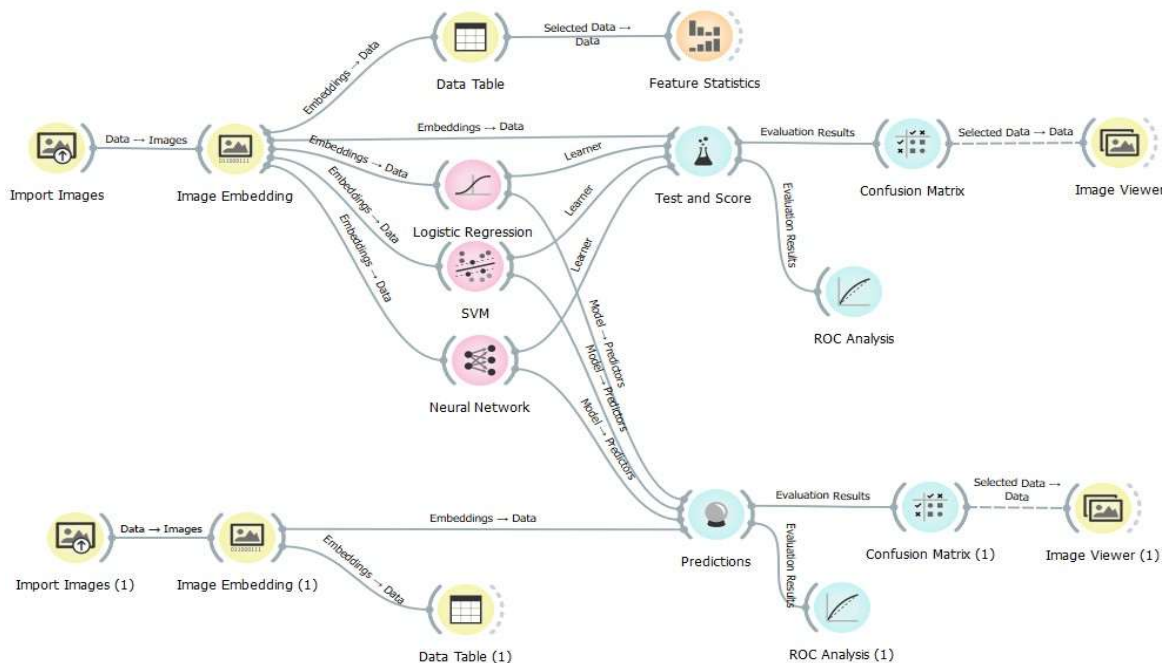 Selected Data →
Data
Embeddings → Data
Data Table
Feature Statistics
Data → Images
Embeddings → Data
Evaluation Results
Selected Data → Data
Import Images
Image Embedding
Embeddings → Data
Learner
Test and Score
Confusion Matrix
Image Viewer
Logistic Regression
Embeddings → Data
Learner
Evaluation Results
SVM
Embeddings → Data
Learner
ROC Analysis
Neural Network
Model → Predictors
Model → Predictors
Model → Predictors
Data → Images
Embeddings → Data
Evaluation Results
Selected Data →
Data
Import Images (1)
Image Embedding (1)
011000111
011000111
Embeddings → Data
Predictions
Evaluation Results
Confusion Matrix (1)
Image Viewer (1)
Data Table (1)
ROC Analysis (1)